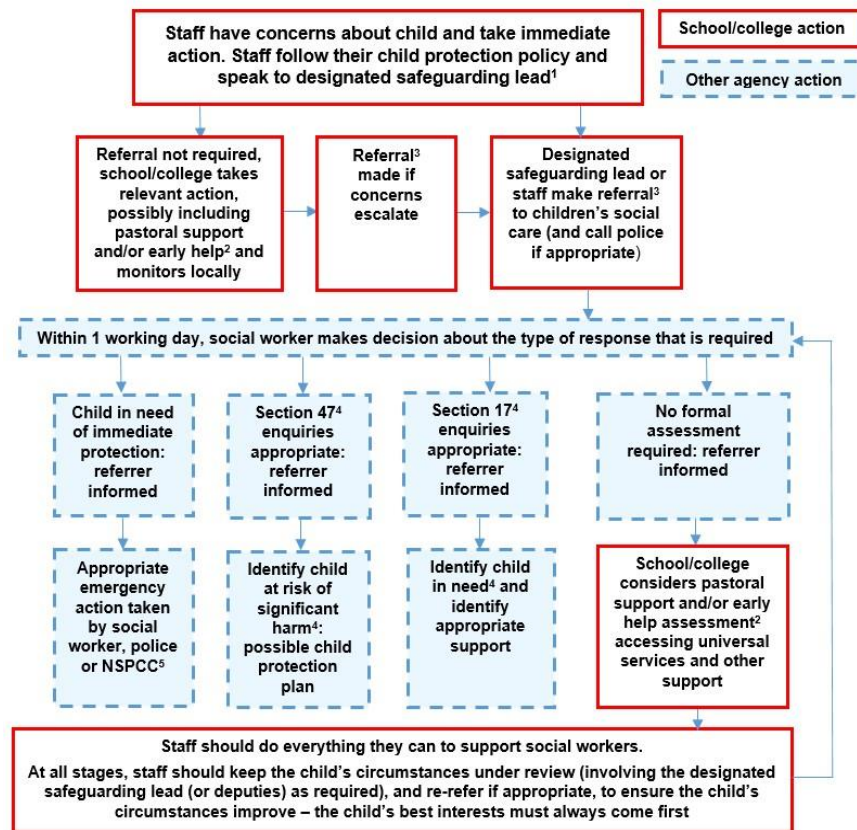 Staff have concerns about child and take immediate
action. Staff follow their child protection policy and
speak to designated safeguarding lead¹
School/college action
Other agency action
Referral not required,
school/college takes
relevant action,
possibly including
pastoral support
and/or early help² and
monitors locally
Referral³
made if
concerns
escalate
Designated
safeguarding lead or
staff make referral³
to children’s social
care (and call police
if appropriate)
Within 1 working day, social worker makes decision about the type of response that is required
Child in need
of immediate
protection:
referrer
informed
Section 47⁴
enquiries
appropriate:
referrer
informed
Section 17⁴
enquiries
appropriate:
referrer
informed
No formal
assessment
required: referrer
informed
Appropriate
emergency
action taken
by social
worker, police
or NSPCC⁵
Identify child
at risk of
significant
harm⁴:
possible child
protection
plan
Identify child
in need⁴ and
identify
appropriate
support
School/college
considers pastoral
support and/or early
help assessment²
accessing universal
services and other
support
Staff should do everything they can to support social workers.
At all stages, staff should keep the child’s circumstances under review (involving the designated
safeguarding lead (or deputies) as required), and re-refer if appropriate, to ensure the child’s
circumstances improve – the child’s best interests must always come first